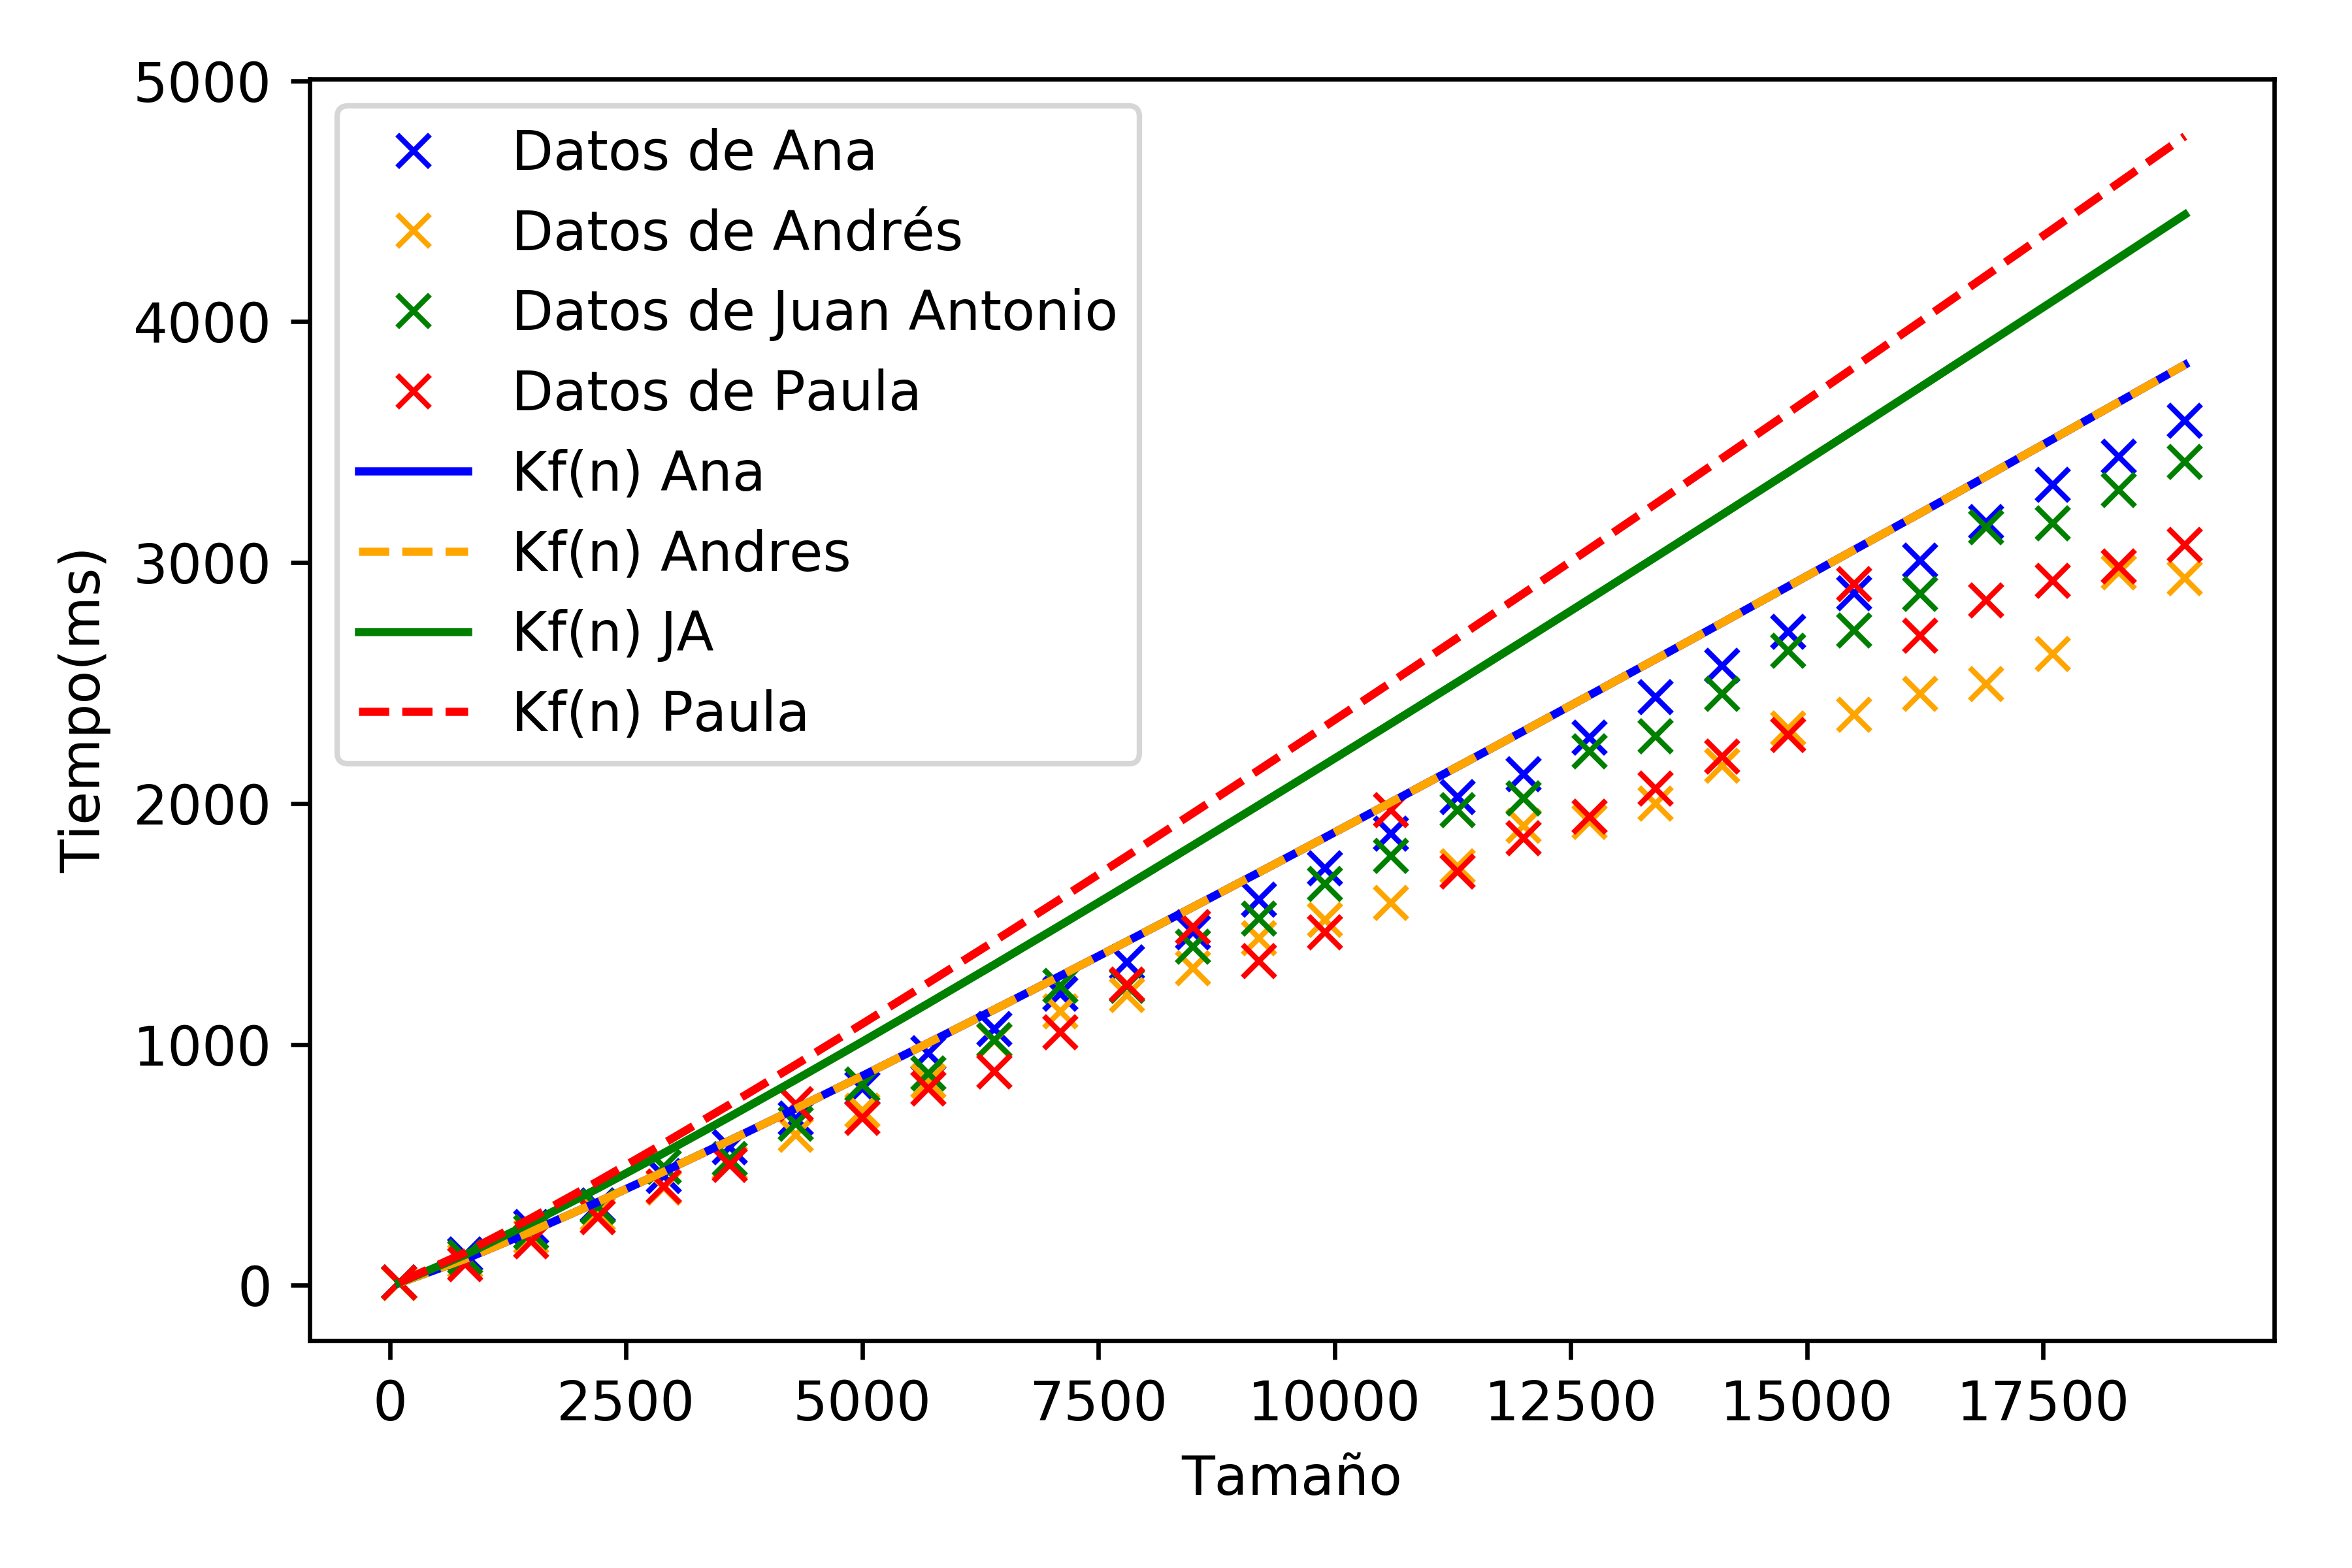 5000
4000
3000
2000
1000
0
Tiempo(ms)
Datos de Ana
Datos de Andrés
Datos de Juan Antonio
Datos de Paula
Kf(n) Ana
Kf(n) Andres
Kf(n) JA
Kf(n) Paula
0 2500 5000 7500 10000 12500 15000 17500
Tamaño